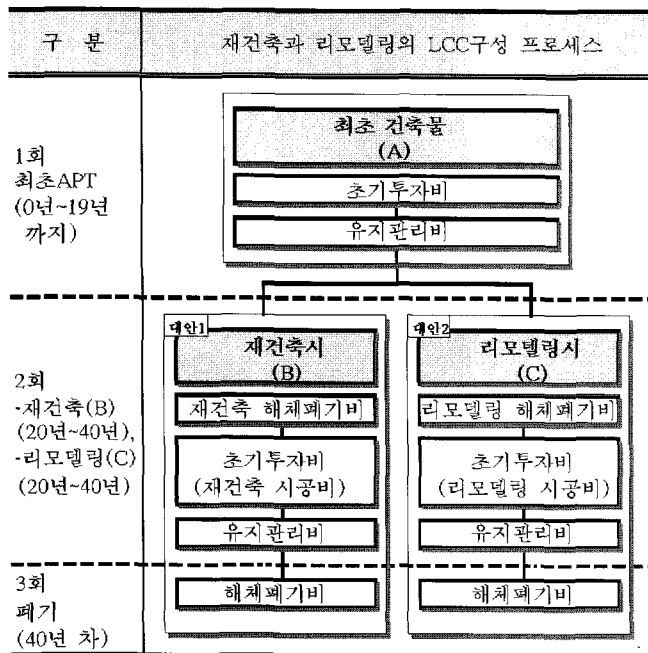 구 분
재건축과 리모델링의 LCC구성 프로세스
1회
최초APT
(0년~19년
까지)
최초 건축물
(A)
초기투자비
유지관리비
2회
·재건축(B)
(20년~40년),
·리모델링(C)
(20년~40년)
대안1
재건축시
(B)
재건축 해체폐기비
초기투자비
(재건축 시공비)
유지관리비
대안2
리모델링시
(C)
리모델링 해체폐기비
초기투자비
(리모델링 시공비)
유지관리비
3회
폐기
(40년 차)
해체폐기비
해체폐기비